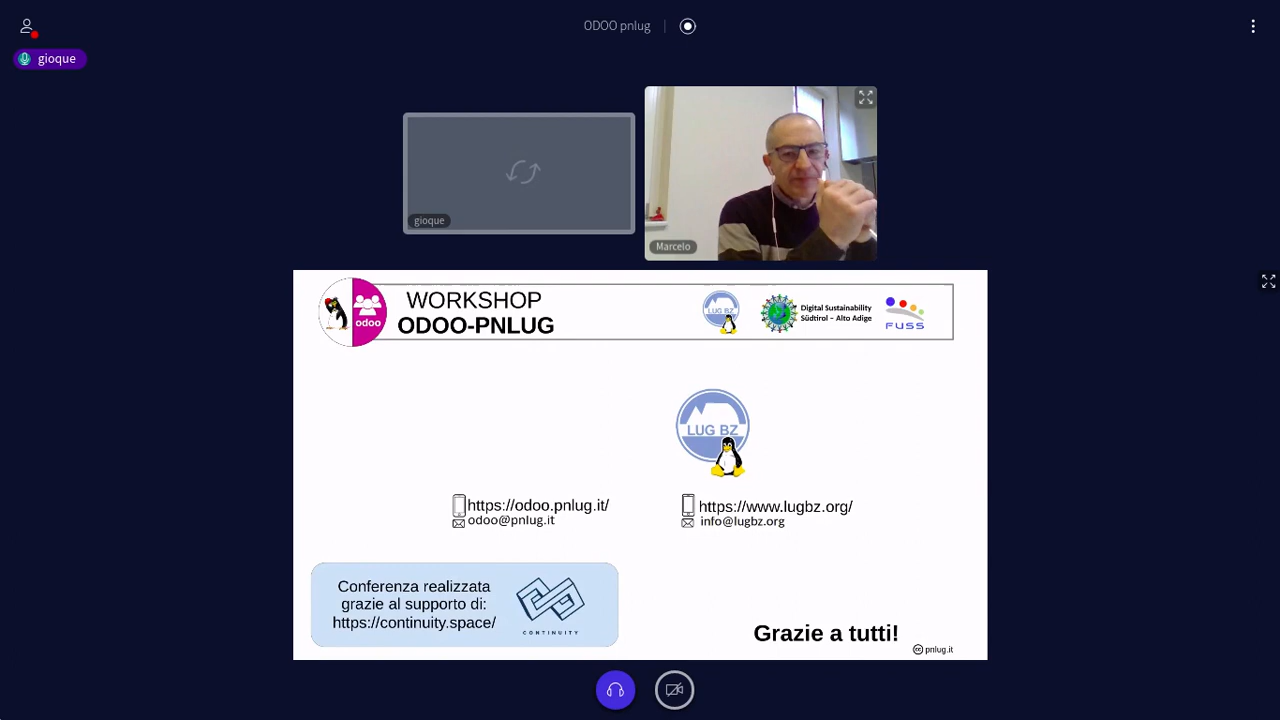 ODOO pnlug
gioque
gioque
Marcelo
odoo
WORKSHOP
ODOO-PNLUG
LUG BZ
Digital Sustainability
Südtirol – Alto Adige
FUSS
LUG BZ
https://odoo.pnlug.it/
odoo@pnlug.it
https://www.lugbz.org/
info@lugbz.org
Conferenza realizzata
grazie al supporto di:
https://continuity.space/
CONTINUITY
Grazie a tutti!
cc pnlug.it